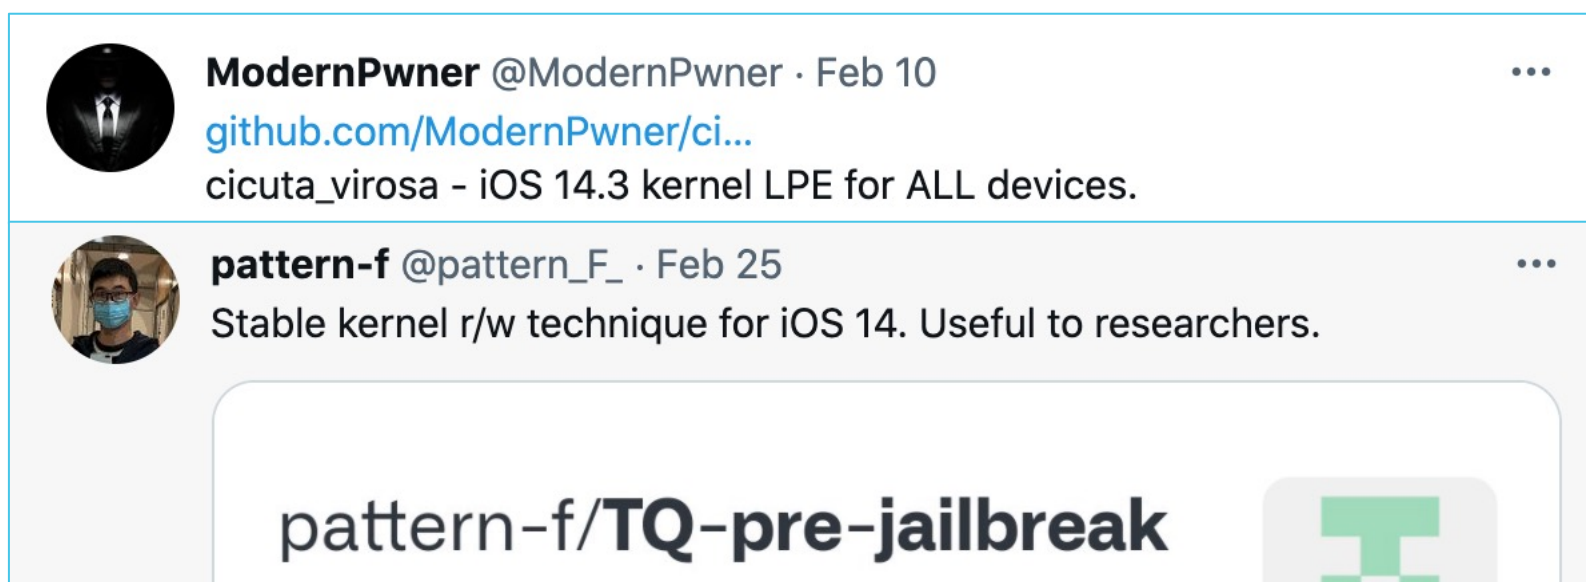 ModernPwner @ModernPwner · Feb 10
github.com/ModernPwner/ci...
cicuta_virosa - iOS 14.3 kernel LPE for ALL devices.
pattern-f @pattern_F_ · Feb 25
Stable kernel r/w technique for iOS 14. Useful to researchers.
pattern-f/TQ-pre-jailbreak